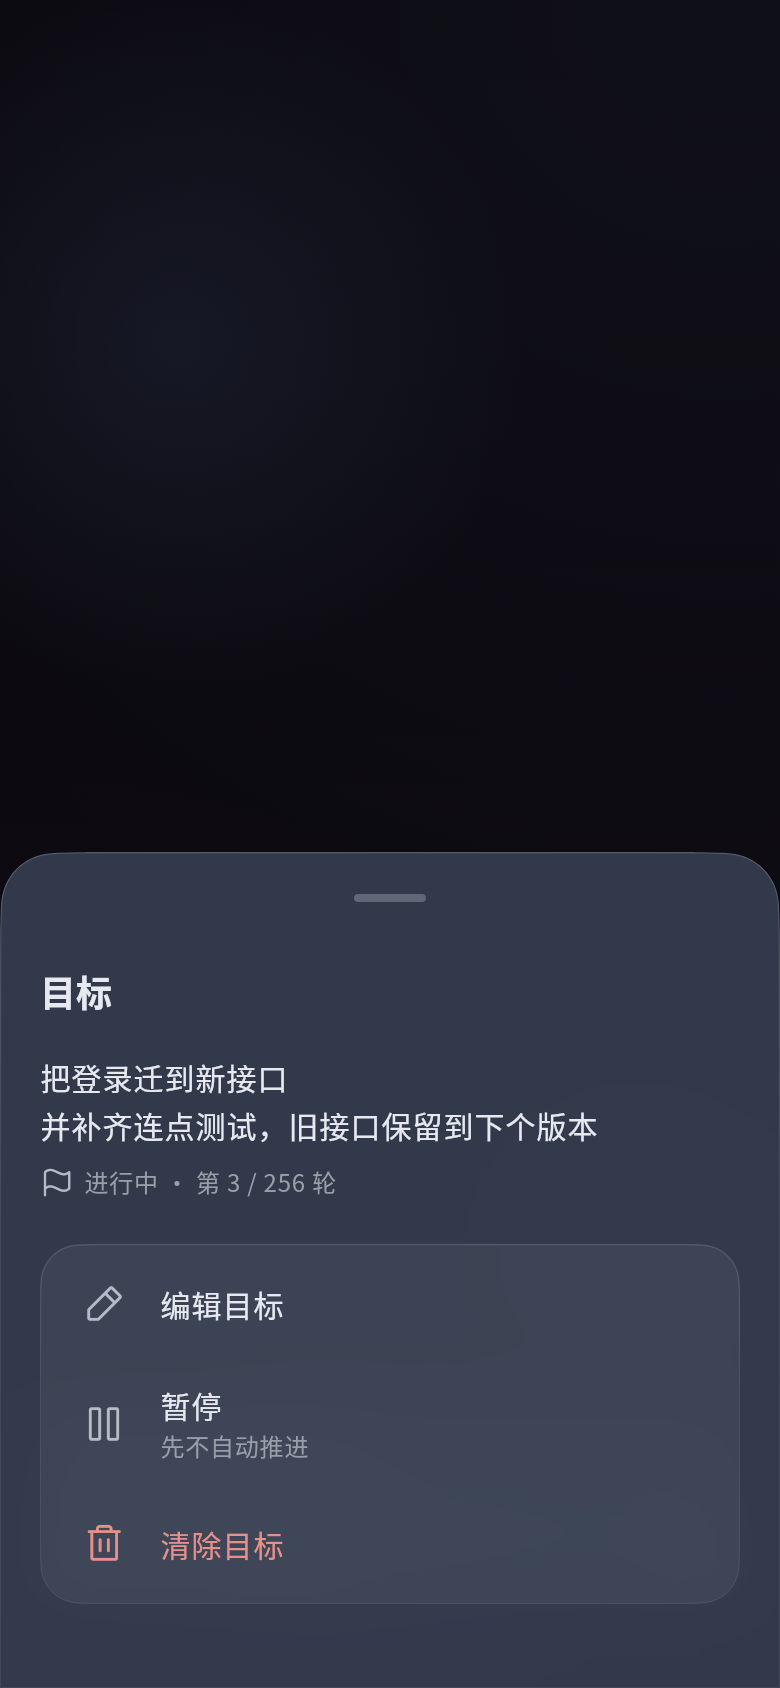 目标
把登录迁到新接口
并补齐连点测试，旧接口保留到下个版本
进行中 · 第 3 / 256 轮
编辑目标
暂停
先不自动推进
清除目标